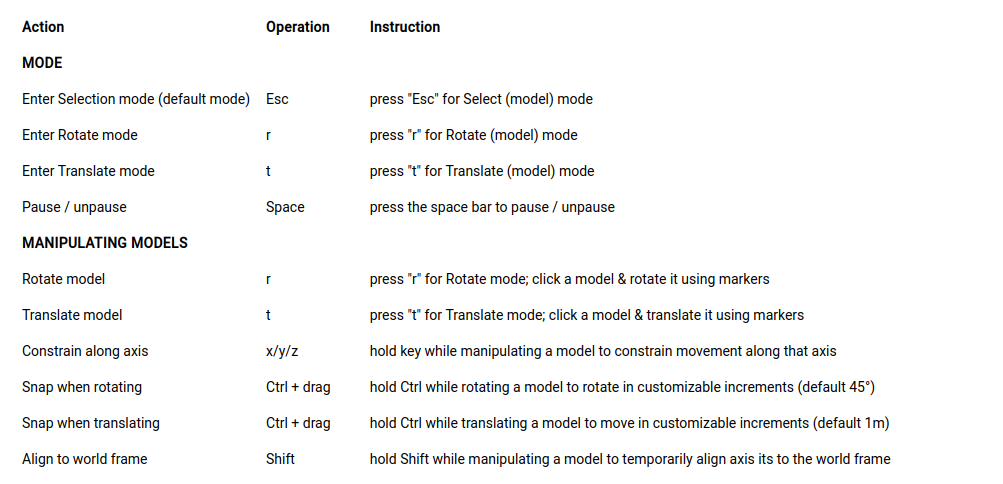 Action Operation Instruction
MODE
Enter Selection mode (default mode) Esc press "Esc" for Select (model) mode
Enter Rotate mode r press "r" for Rotate (model) mode
Enter Translate mode t press "t" for Translate (model) mode
Pause / unpause Space press the space bar to pause / unpause
MANIPULATING MODELS
Rotate model r press "r" for Rotate mode; click a model & rotate it using markers
Translate model t press "t" for Translate mode; click a model & translate it using markers
Constrain along axis x/y/z hold key while manipulating a model to constrain movement along that axis
Snap when rotating Ctrl + drag hold Ctrl while rotating a model to rotate in customizable increments (default 45°)
Snap when translating Ctrl + drag hold Ctrl while translating a model to move in customizable increments (default 1m)
Align to world frame Shift hold Shift while manipulating a model to temporarily align axis its to the world frame